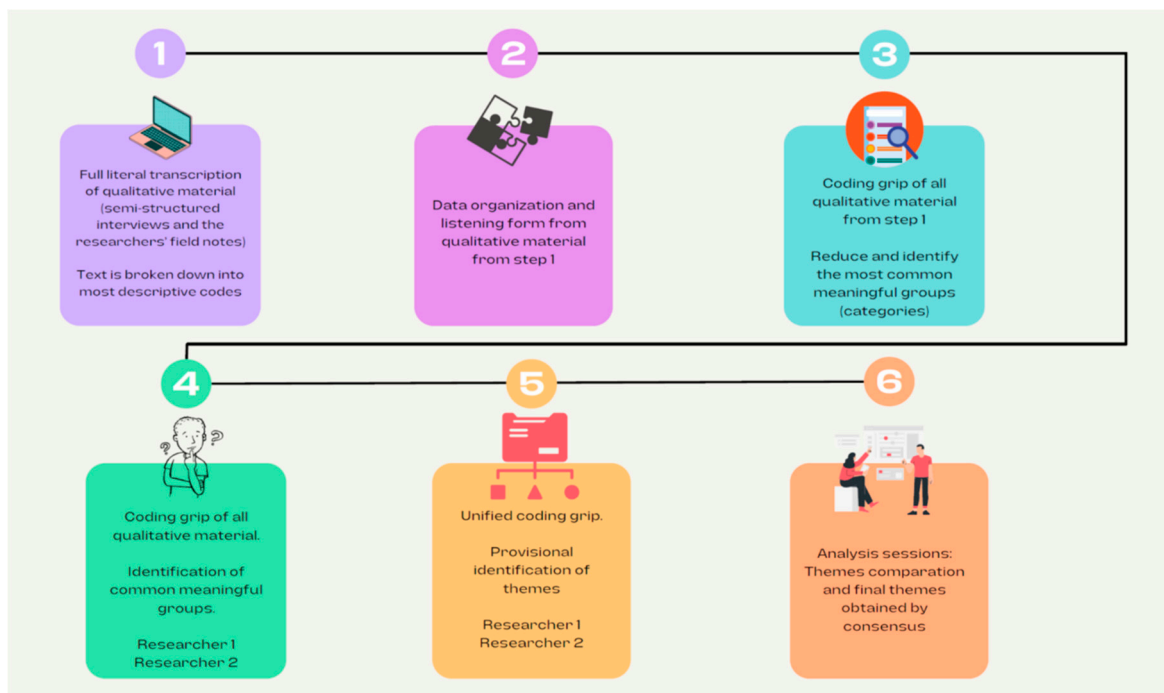 1
Full literal transcription
of qualitative material
(semi-structured
interviews and the
researchers' field notes)
Text is broken down into
most descriptive codes
2
Data organization and
listening form from
qualitative material
from step 1
3
Coding grip of all
qualitative material
from step 1
Reduce and identify
the most common
meaningful groups
(categories)
4
Coding grip of all
qualitative material.
Identification of
common meaningful
groups.
Researcher 1
Researcher 2
5
Unified coding grip.
Provisional
identification of
themes
Researcher 1
Researcher 2
6
Analysis sessions:
Themes comparation
and final themes
obtained by
consensus